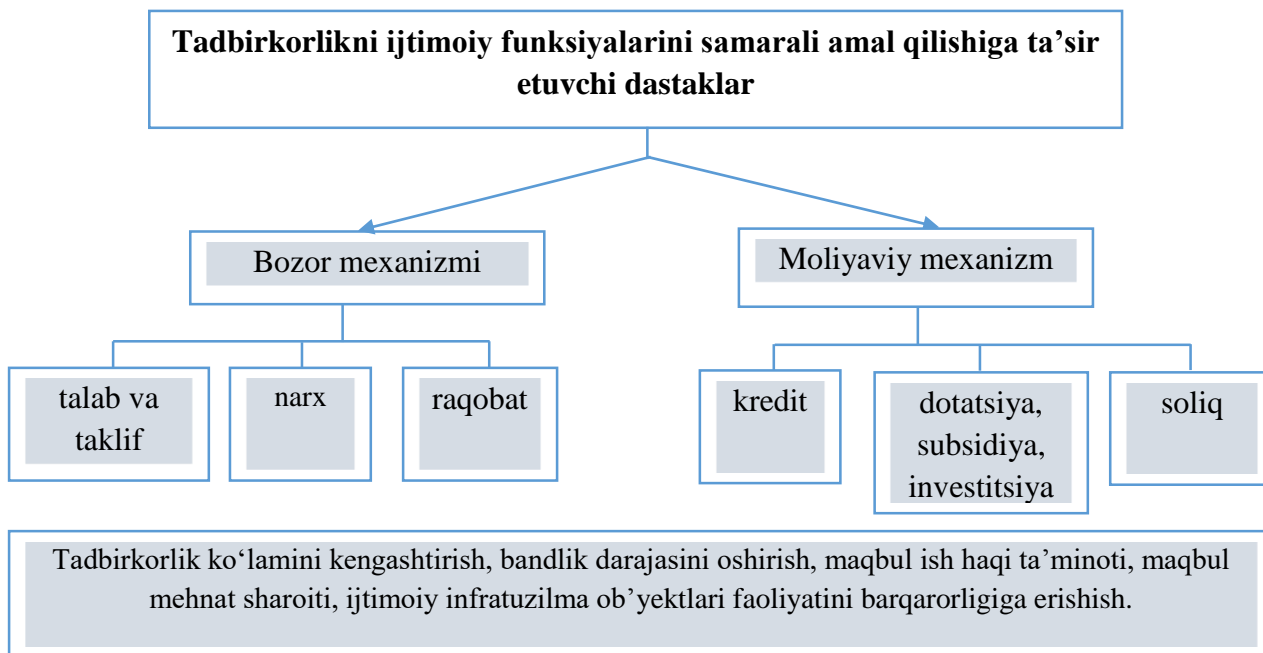 Tadbirkorlikni ijtimoiy funksiyalarini samarali amal qilishiga ta’sir
etuvchi dastaklar
Bozor mexanizmi
Moliyaviy mexanizm
talab va
taklif
narx
raqobat
kredit
dotatsiya,
subsidiya,
investitsiya
soliq
Tadbirkorlik ko‘lamini kengashtirish, bandlik darajasini oshirish, maqbul ish haqi ta’minoti, maqbul
mehnat sharoiti, ijtimoiy infratuzilma ob’yektlari faoliyatini barqarorligiga erishish.